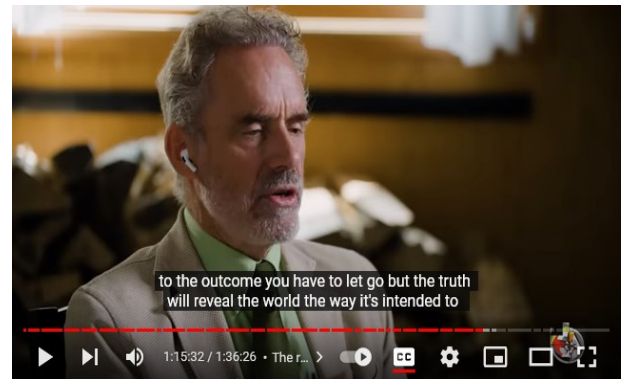 to the outcome you have to let go but the truth
will reveal the world the way it's intended to
1:15:32 / 1:36:26 • The r... >
CC